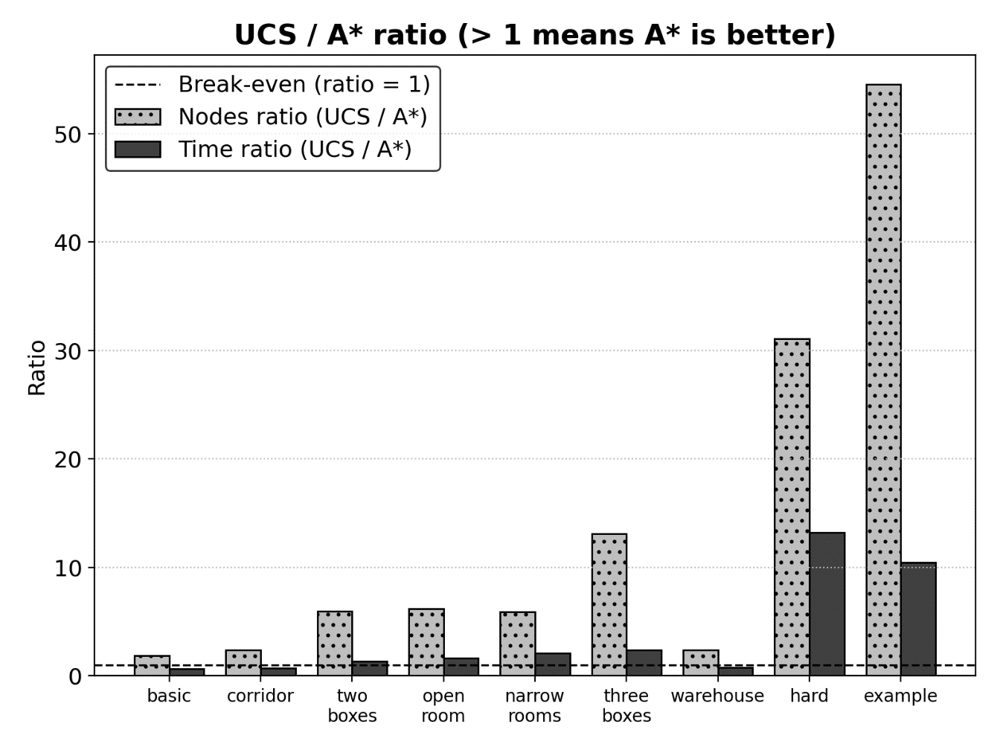 UCS / A* ratio (> 1 means A* is better)
Break-even (ratio = 1)
Nodes ratio (UCS / A*)
Time ratio (UCS / A*)
Ratio
50
40
30
20
10
0
basic
corridor
two
boxes
open
room
narrow
rooms
three
boxes
warehouse
hard
example